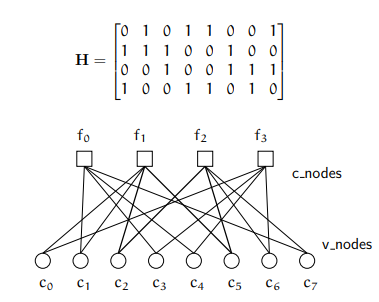 H = [0 1 0 1 1 0 0 1
1 1 1 0 0 1 0 0
0 0 1 0 0 1 1 1
1 0 0 1 1 0 1 0]
f₀ f₁ f₂ f₃
c_nodes
v_nodes
c₀ c₁ c₂ c₃ c₄ c₅ c₆ c₇